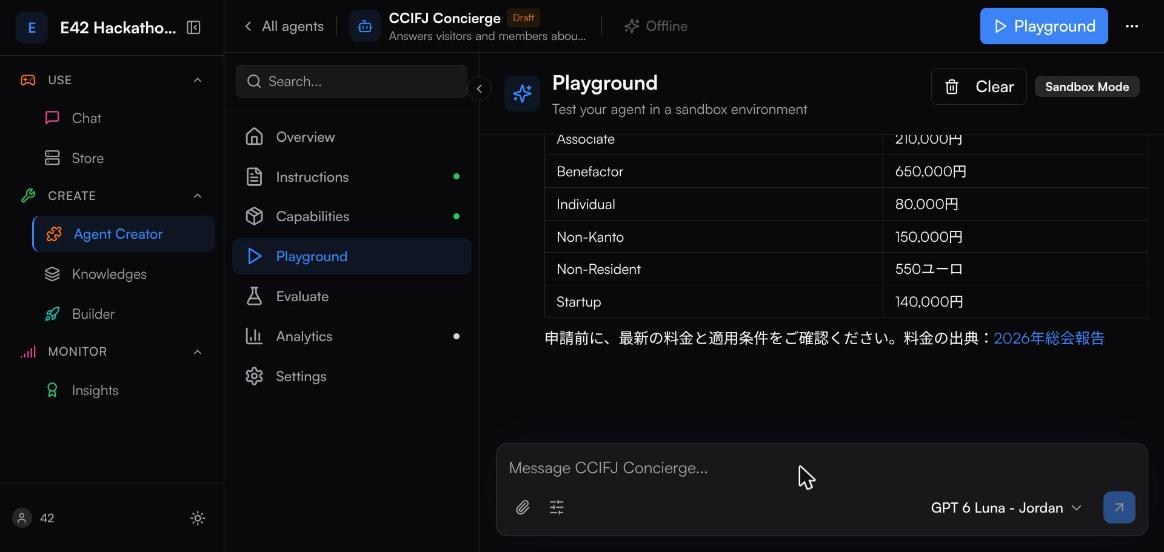 E
E42 Hackatho...
USE
Chat
Store
CREATE
Agent Creator
Knowledges
Builder
MONITOR
Insights
42
All agents
CCIFJ Concierge
Draft
Answers visitors and members abou...
Offline
Playground
Search...
Overview
Instructions
Capabilities
Playground
Evaluate
Analytics
Settings
Playground
Test your agent in a sandbox environment
Clear
Sandbox Mode
Associate 210,000円
Benefactor 650,000円
Individual 80,000円
Non-Kanto 150,000円
Non-Resident 550ユーロ
Startup 140,000円
申請前に、最新の料金と適用条件をご確認ください。料金の出典：2026年総会報告
Message CCIFJ Concierge...
GPT 6 Luna - Jordan